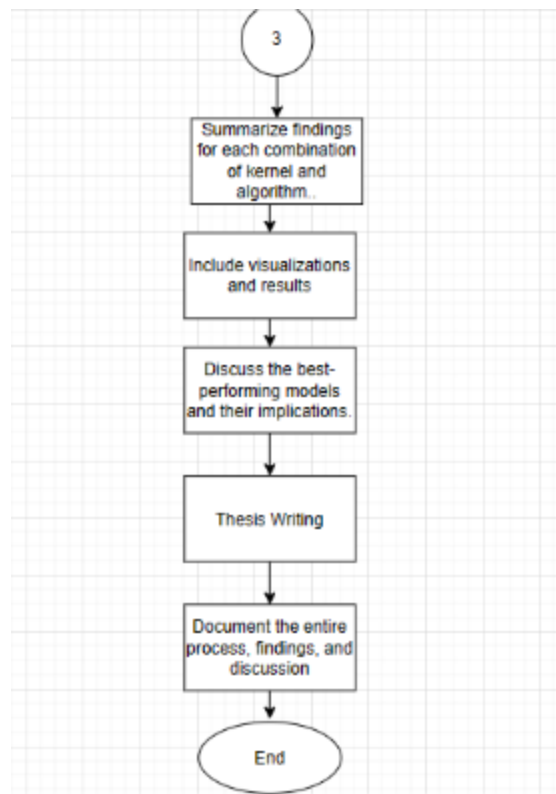 3
Summarize findings
for each combination
of kernel and
algorithm..
Include visualizations
and results
Discuss the best-
performing models
and their implications.
Thesis Writing
Document the entire
process, findings, and
discussion
End